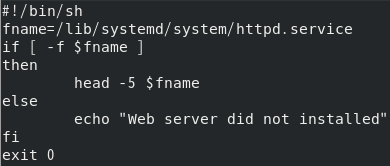 #!/bin/sh
fname=/lib/systemd/system/httpd.service
if [ -f $fname ]
then
        head -5 $fname
else
        echo "Web server did not installed"
fi
exit 0